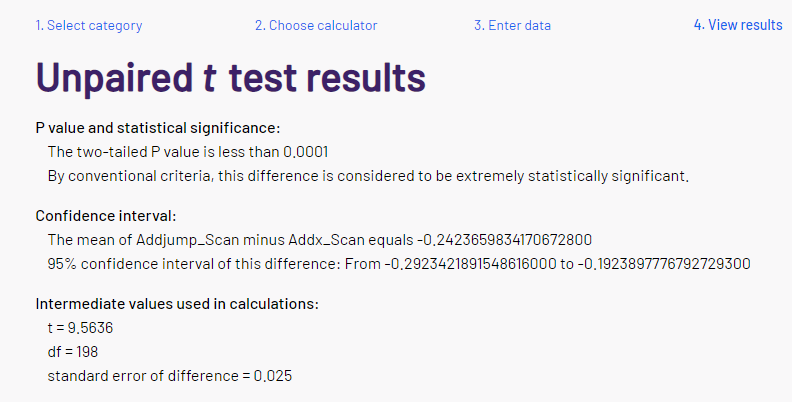 1. Select category
2. Choose calculator
3. Enter data
4. View results
Unpaired t test results
P value and statistical significance:
The two-tailed P value is less than 0.0001
By conventional criteria, this difference is considered to be extremely statistically significant.
Confidence interval:
The mean of Addjump_Scan minus Addx_Scan equals -0.2423659834170672800
95% confidence interval of this difference: From -0.2923421891548616000 to -0.1923897776792729300
Intermediate values used in calculations:
t = 9.5636
df = 198
standard error of difference = 0.025